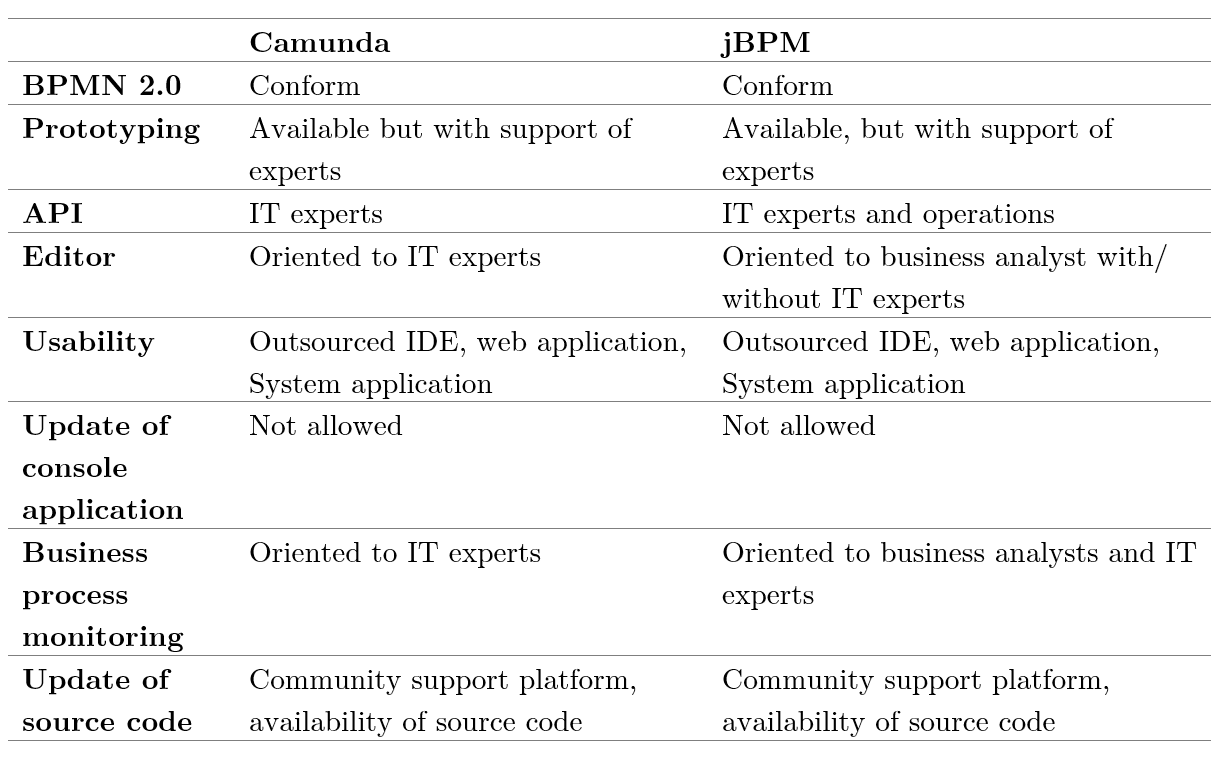 Camunda jBPM
BPMN 2.0 Conform Conform
Prototyping Available but with support of Available, but with support of
experts experts
API IT experts IT experts and operations
Editor Oriented to IT experts Oriented to business analyst with/
without IT experts
Usability Outsourced IDE, web application, Outsourced IDE, web application,
System application System application
Update of Not allowed Not allowed
console
application
Business Oriented to IT experts Oriented to business analysts and IT
process experts
monitoring
Update of Community support platform, Community support platform,
source code availability of source code availability of source code